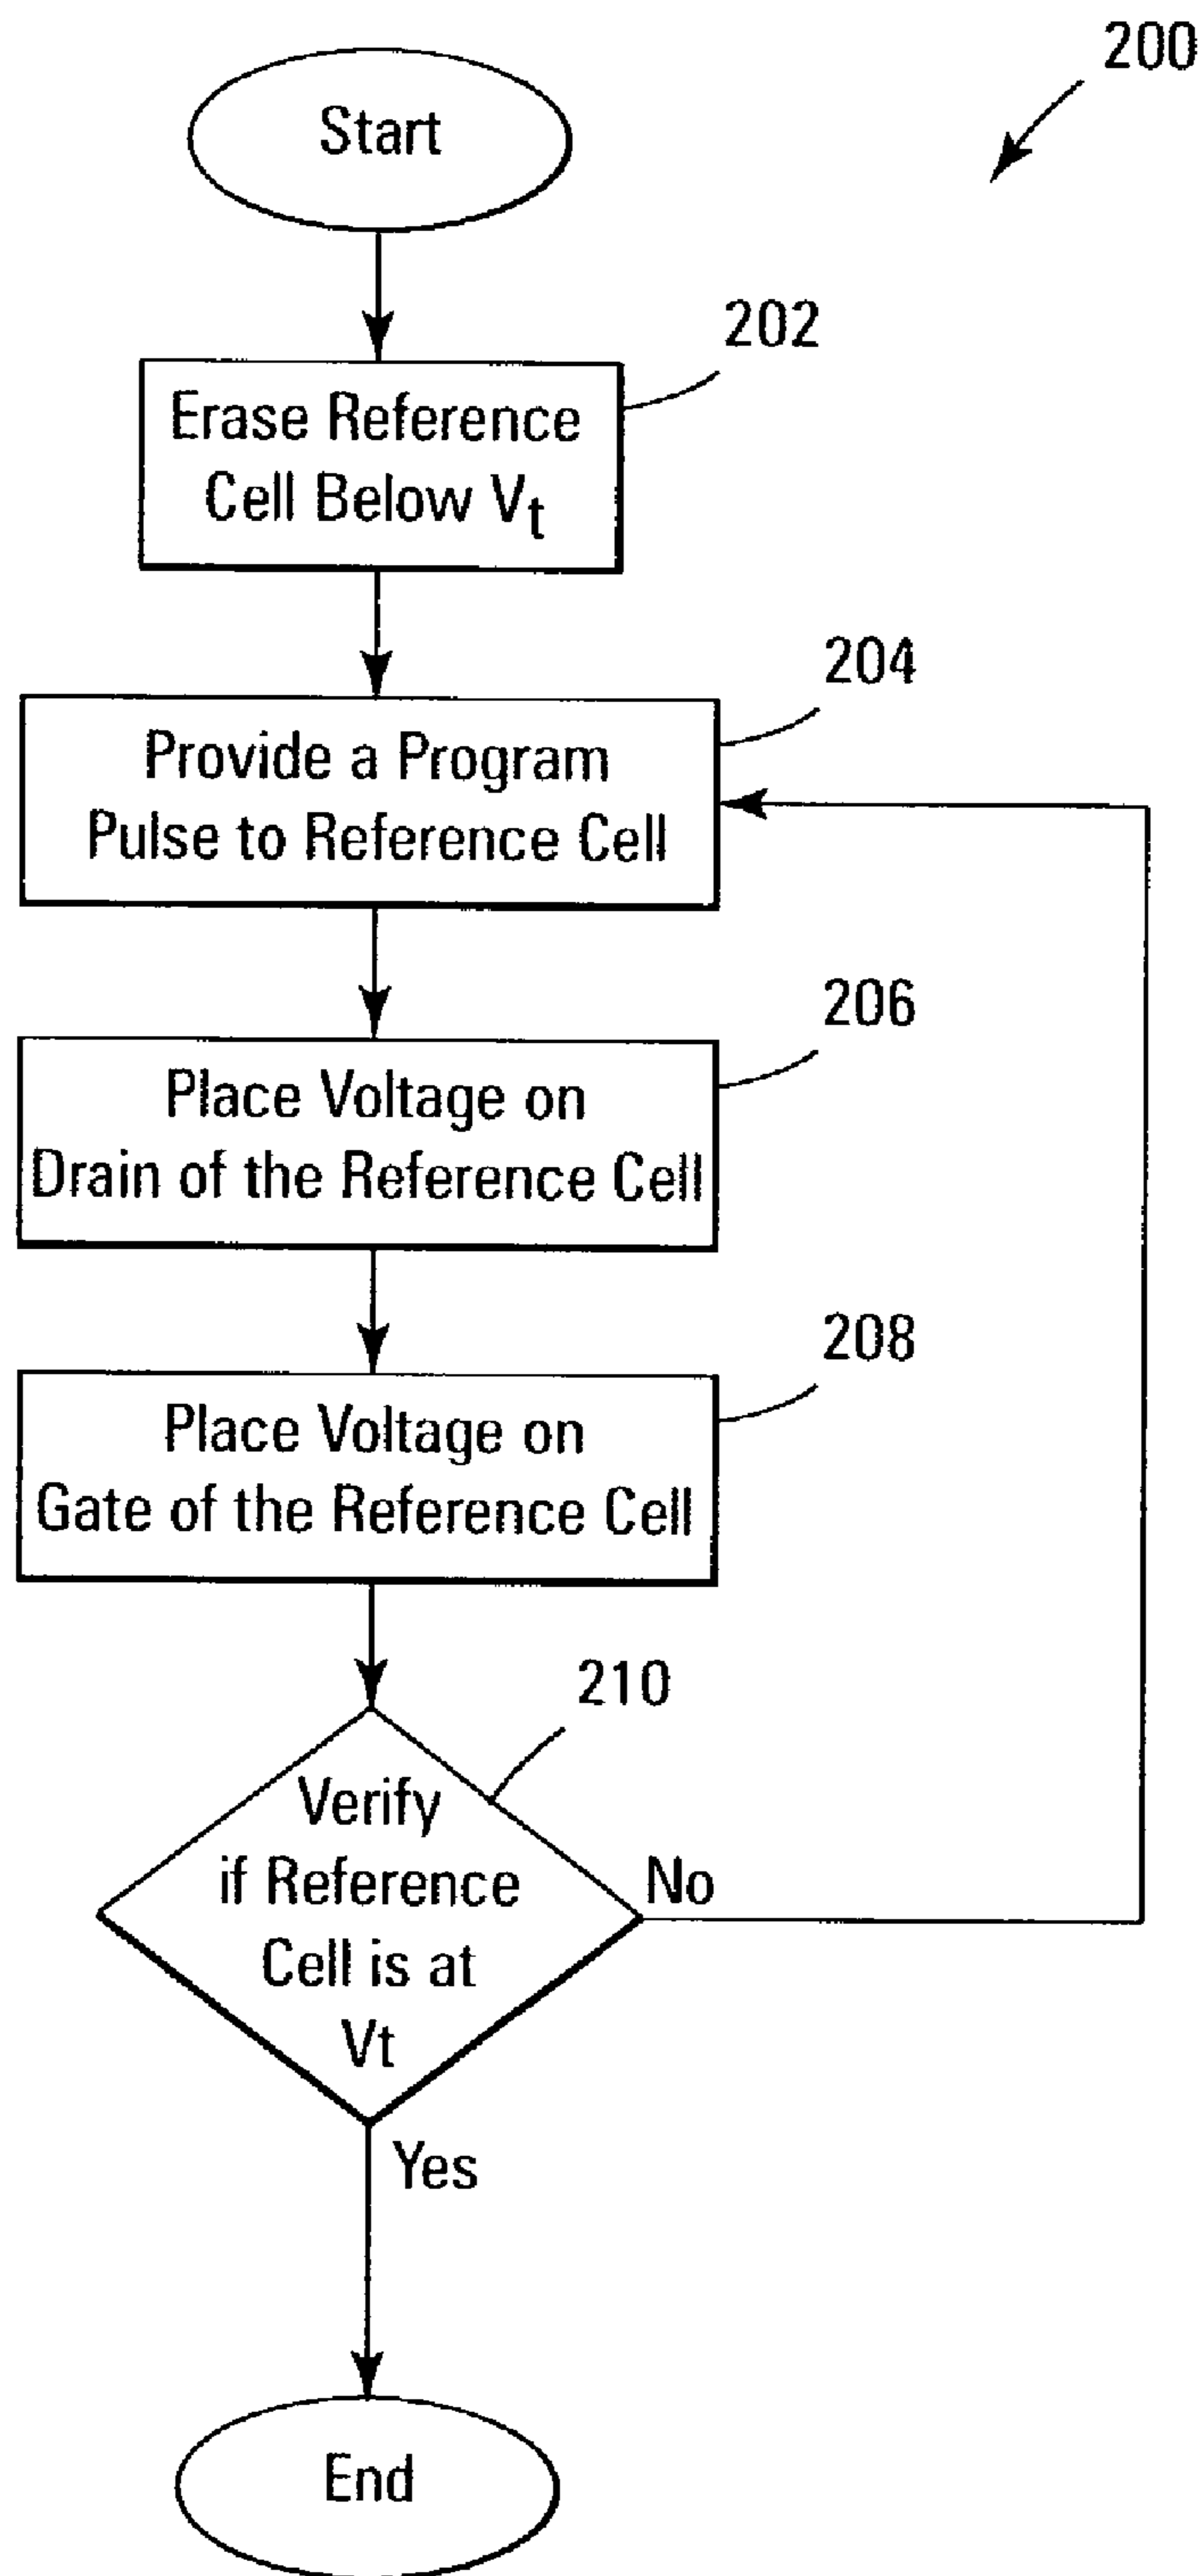 200
Start
202
Erase Reference
Cell Below Vt
204
Provide a Program
Pulse to Reference Cell
206
Place Voltage on
Drain of the Reference Cell
208
Place Voltage on
Gate of the Reference Cell
210
Verify
if Reference
Cell is at
Vt
No
Yes
End